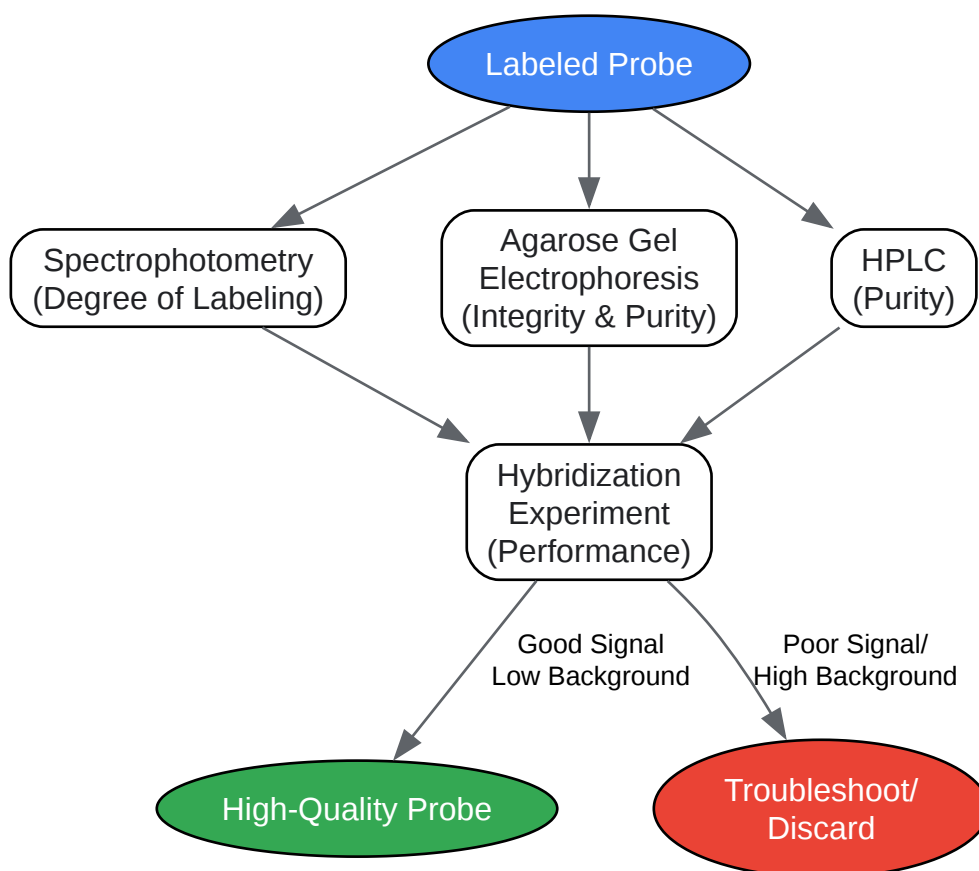 Labeled Probe
Spectrophotometry
(Degree of Labeling)
Agarose Gel
Electrophoresis
(Integrity & Purity)
HPLC
(Purity)
Hybridization
Experiment
(Performance)
Good Signal
Low Background
Poor Signal/
High Background
High-Quality Probe
Troubleshoot/
Discard